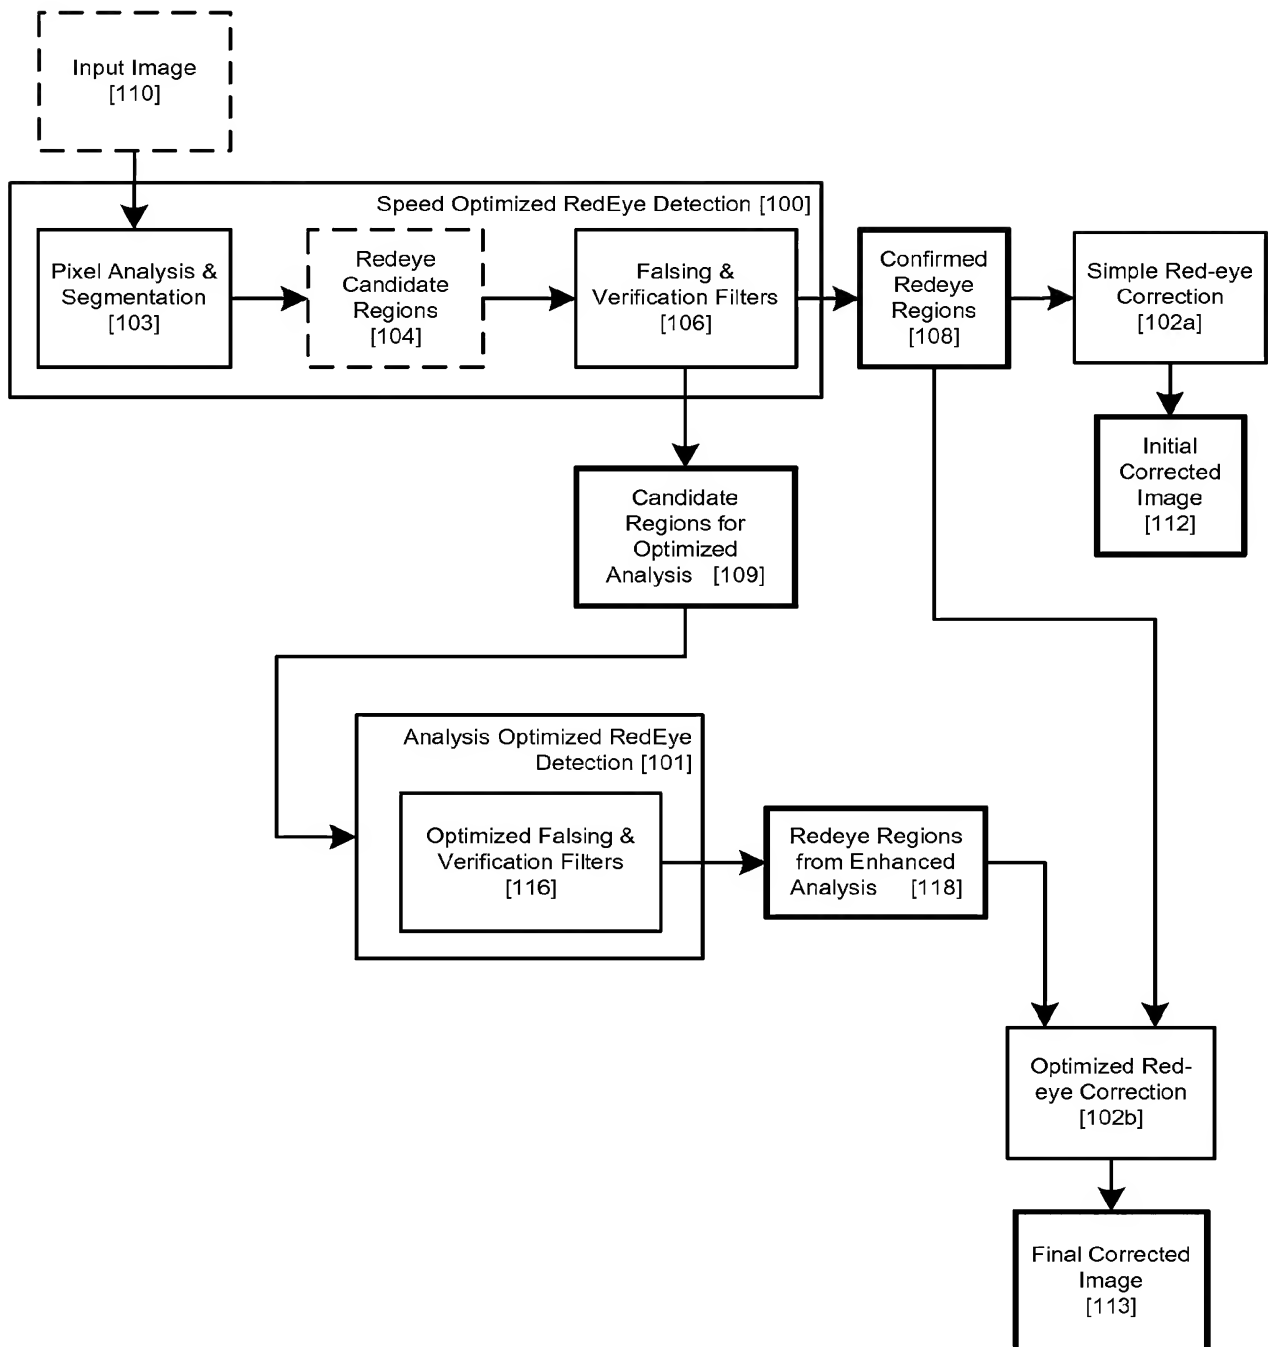 Input Image
[110]
Speed Optimized RedEye Detection [100]
Pixel Analysis &
Segmentation
[103]
Redeye
Candidate
Regions
[104]
Falsing &
Verification Filters
[106]
Confirmed
Redeye
Regions
[108]
Simple Red-eye
Correction
[102a]
Initial
Corrected
Image
[112]
Candidate
Regions for
Optimized
Analysis [109]
Analysis Optimized RedEye
Detection [101]
Optimized Falsing &
Verification Filters
[116]
Redeye Regions
from Enhanced
Analysis [118]
Optimized Red-
eye Correction
[102b]
Final Corrected
Image
[113]